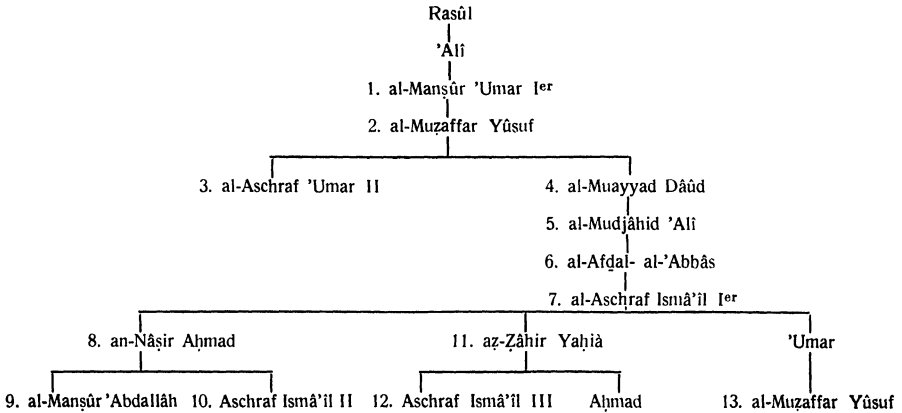 Rasûl
'Alî
1. al-Manṣûr 'Umar Iᵉʳ
2. al-Muẓaffar Yûsuf
3. al-Aschraf 'Umar II
4. al-Muayyad Dâûd
5. al-Mudjâhid 'Alî
6. al-Afḍal- al-'Abbâs
7. al-Aschraf Ismâ'îl Iᵉʳ
8. an-Nâṣir Aḥmad
11. aẓ-Ẓâhir Yaḥià
'Umar
9. al-Manṣûr 'Abdallâh
10. Aschraf Ismâ'îl II
12. Aschraf Ismâ'îl III
Aḥmad
13. al-Muẓaffar Yûsuf